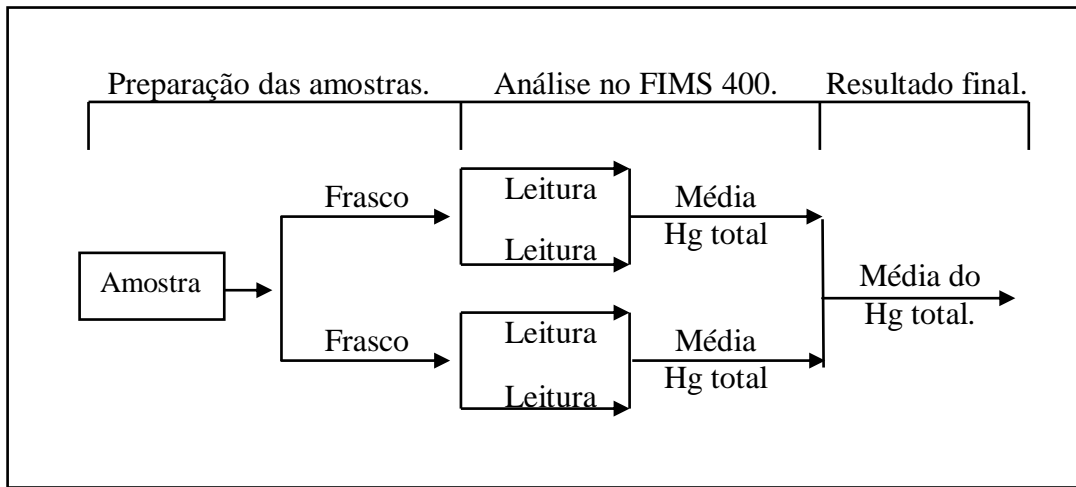 Preparação das amostras.
Análise no FIMS 400.
Resultado final.
Amostra
Frasco
Leitura
Leitura
Média
Hg total
Frasco
Leitura
Leitura
Média
Hg total
Média do
Hg total.